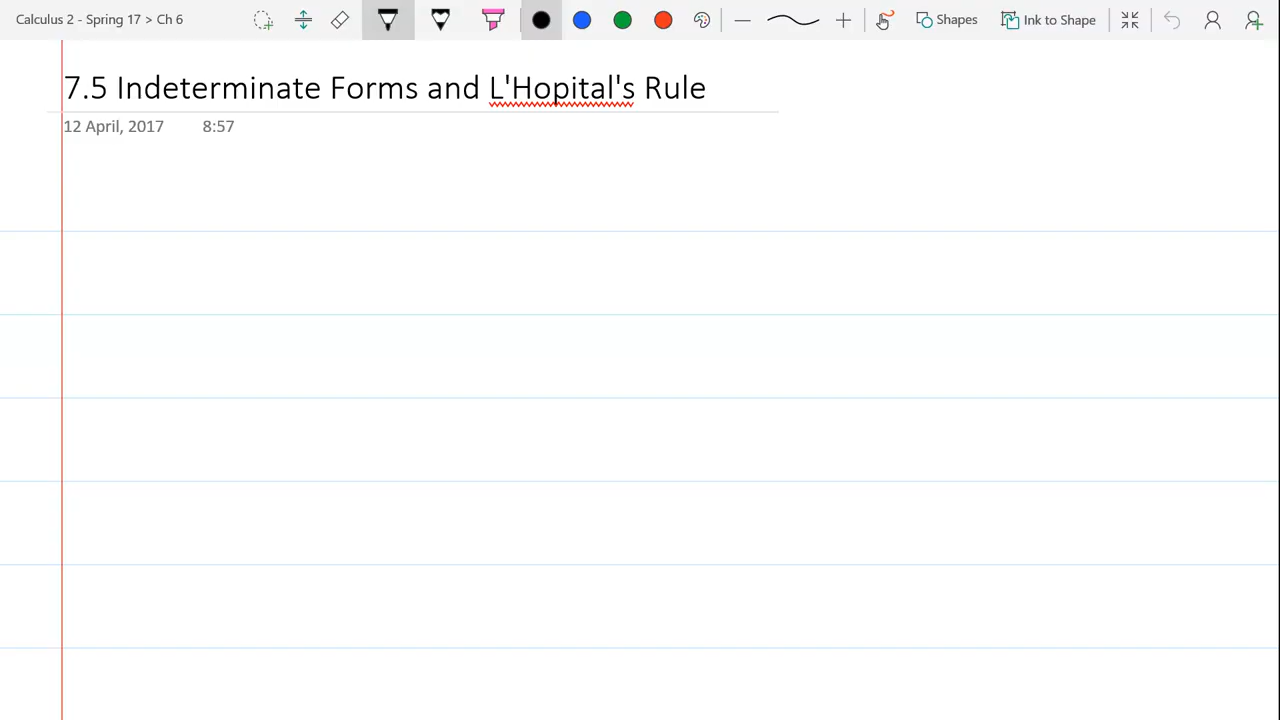 Calculus 2 - Spring 17 > Ch 6
Shapes
Ink to Shape
7.5 Indeterminate Forms and L'Hopital's Rule
12 April, 2017 8:57